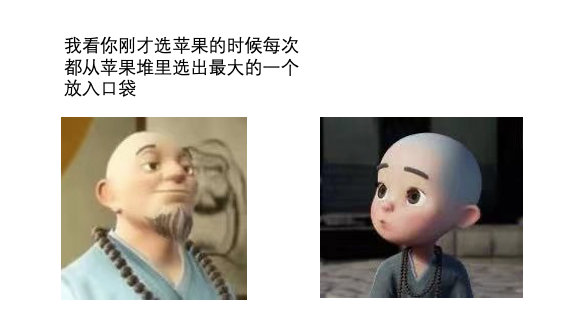 我看你刚才选苹果的时候每次
都从苹果堆里选出最大的一个
放入口袋